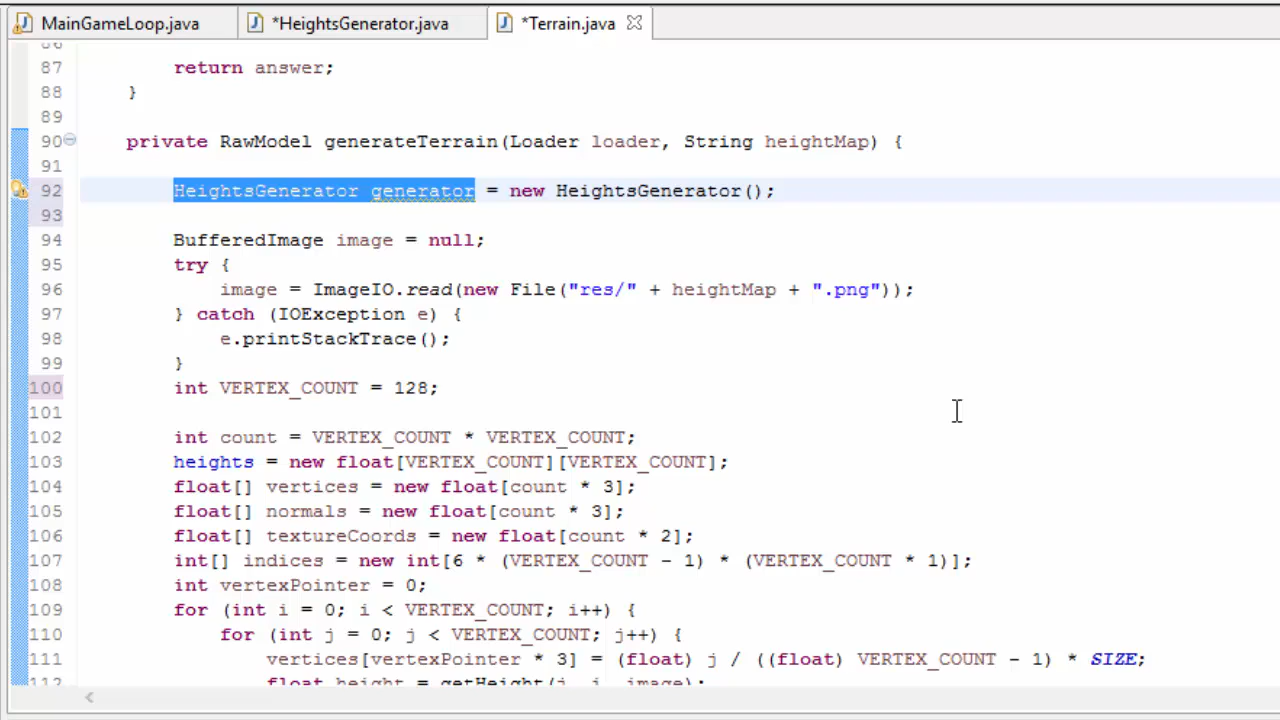 MainGameLoop.java *HeightsGenerator.java *Terrain.java
86
87 return answer;
88 }
89
90 private RawModel generateTerrain(Loader loader, String heightMap) {
91
92 HeightsGenerator generator = new HeightsGenerator();
93
94 BufferedImage image = null;
95 try {
96 image = ImageIO.read(new File("res/" + heightMap + ".png"));
97 } catch (IOException e) {
98 e.printStackTrace();
99 }
100 int VERTEX_COUNT = 128;
101
102 int count = VERTEX_COUNT * VERTEX_COUNT;
103 heights = new float[VERTEX_COUNT][VERTEX_COUNT];
104 float[] vertices = new float[count * 3];
105 float[] normals = new float[count * 3];
106 float[] textureCoords = new float[count * 2];
107 int[] indices = new int[6 * (VERTEX_COUNT - 1) * (VERTEX_COUNT * 1)];
108 int vertexPointer = 0;
109 for (int i = 0; i < VERTEX_COUNT; i++) {
110 for (int j = 0; j < VERTEX_COUNT; j++) {
111 vertices[vertexPointer * 3] = (float) j / ((float) VERTEX_COUNT - 1) * SIZE;
112 float height = getHeight(j, i, image);